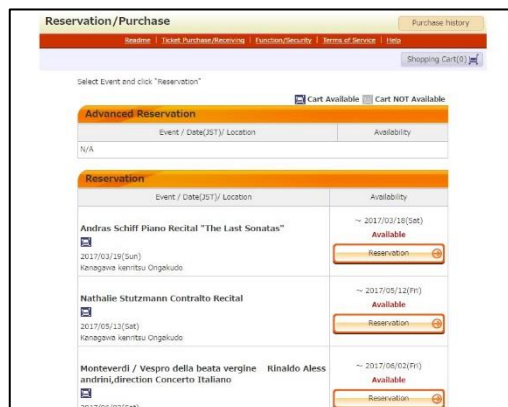 Reservation/Purchase
Purchase history
Readme | Ticket Purchase/Receiving | Function/Security | Terms of Service | Help
Shopping Cart(0)
Select Event and click "Reservation"
Cart Available Cart NOT Available
Advanced Reservation
Event / Date(JST)/ Location Availability
N/A
Reservation
Event / Date(JST)/ Location Availability
Andras Schiff Piano Recital "The Last Sonatas"
2017/03/19(Sun)
Kanagawa kenritsu Ongakudo
~ 2017/03/18(Sat)
Available
Reservation
Nathalie Stutzmann Contralto Recital
2017/05/13(Sat)
Kanagawa kenritsu Ongakudo
~ 2017/05/12(Fri)
Available
Reservation
Monteverdi / Vespro della beata vergine Rinaldo Aless
andrini,direction Concerto Italiano
~ 2017/06/02(Fri)
Available
Reservation